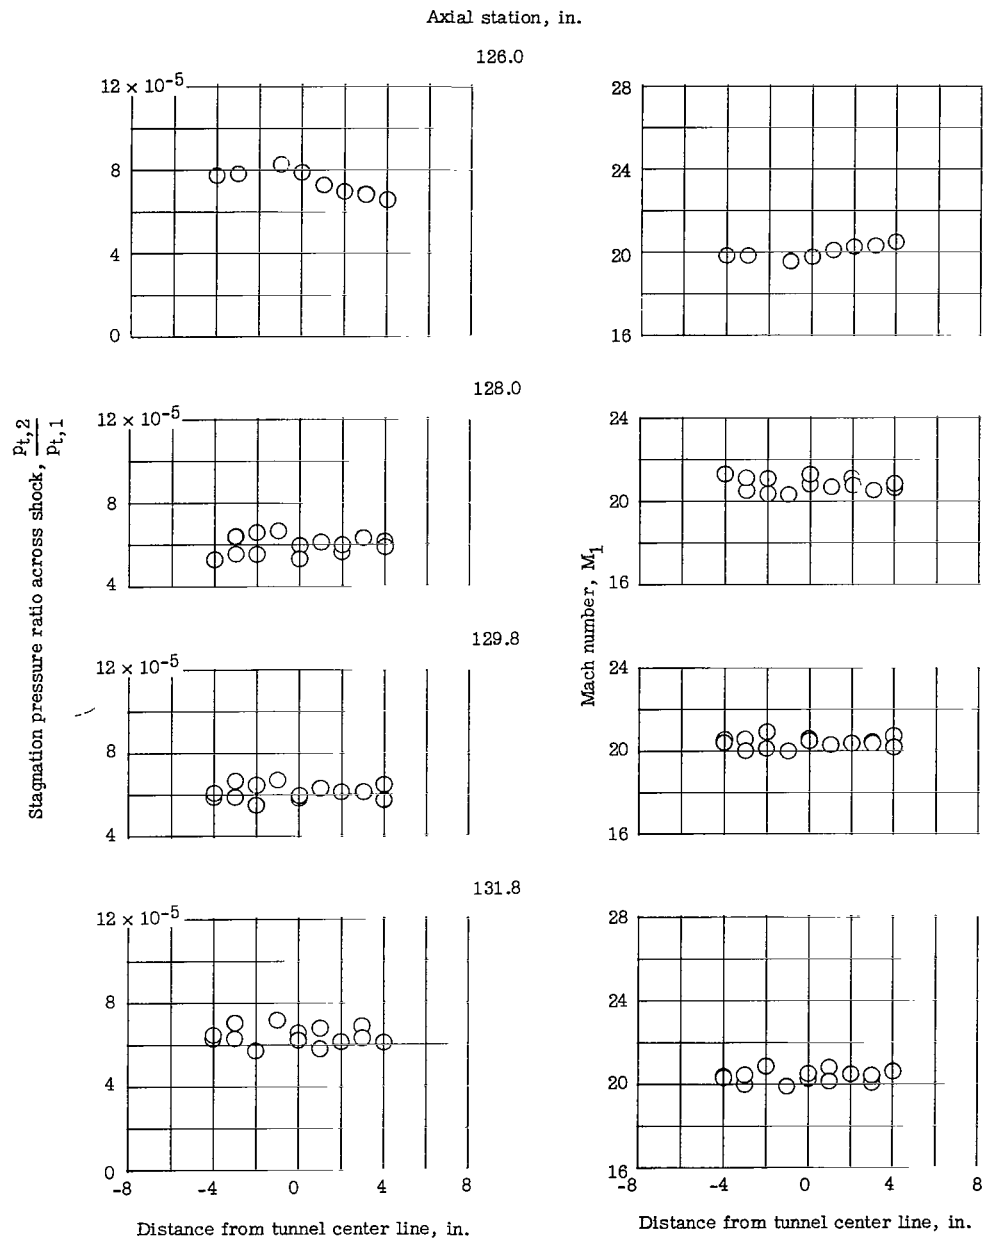 Axial station, in.
126.0
12 × 10-5
8
4
0
28
24
20
16
128.0
12 × 10-5
8
4
24
20
16
Stagnation pressure ratio across shock, pt,2 / pt,1
Mach number, M1
129.8
12 × 10-5
8
4
24
20
16
131.8
12 × 10-5
8
4
0
-8 -4 0 4 8
28
24
20
16
-8 -4 0 4 8
Distance from tunnel center line, in.
Distance from tunnel center line, in.